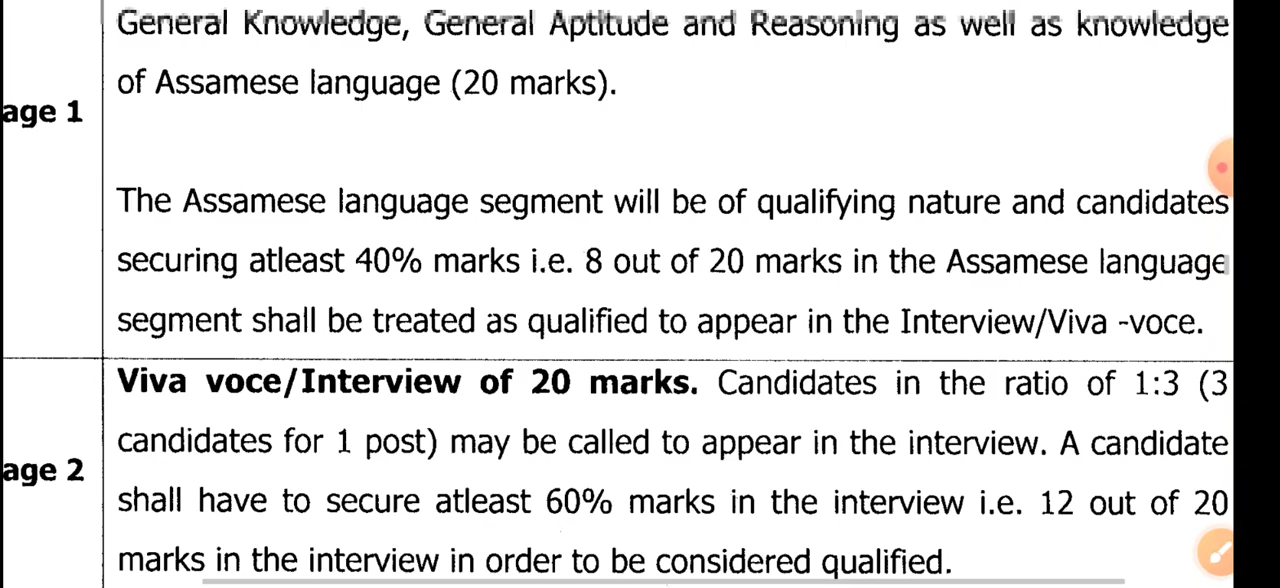 General Knowledge, General Aptitude and Reasoning as well as knowledge
of Assamese language (20 marks).
age 1
The Assamese language segment will be of qualifying nature and candidates
securing atleast 40% marks i.e. 8 out of 20 marks in the Assamese language
segment shall be treated as qualified to appear in the Interview/Viva -voce.
Viva voce/Interview of 20 marks. Candidates in the ratio of 1:3 (3
candidates for 1 post) may be called to appear in the interview. A candidate
age 2
shall have to secure atleast 60% marks in the interview i.e. 12 out of 20
marks in the interview in order to be considered qualified.